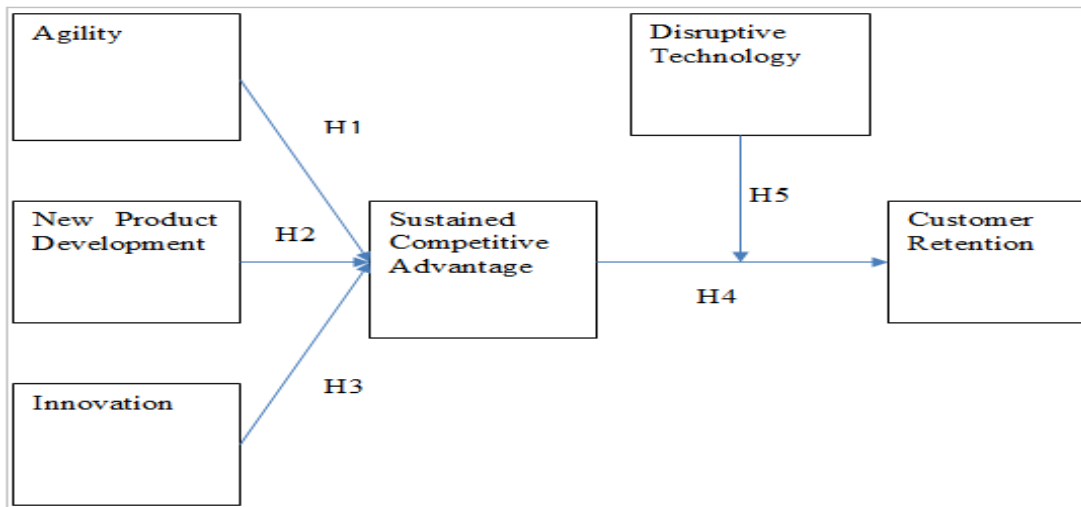 Agility
Disruptive
Technology
H1
H5
New Product
Development
H2
Sustained
Competitive
Advantage
Customer
Retention
H4
H3
Innovation